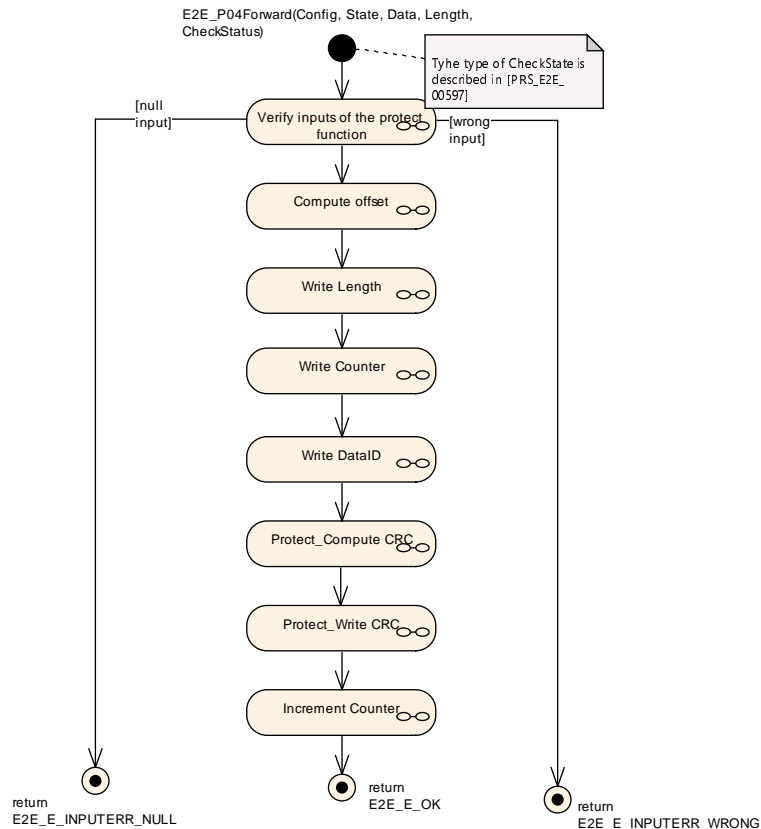 E2E_P04Forward(Config, State, Data, Length,
CheckStatus)
Tyhe type of CheckState is
described in [PRS_E2E_
00597]
[null
input]
Verify inputs of the protect
function
[wrong
input]
Compute offset
Write Length
Write Counter
Write DataID
Protect_Compute CRC
Protect_Write CRC
Increment Counter
return
E2E_E_INPUTERR_NULL
return
E2E_E_OK
return
E2E_E_INPUTERR_WRONG